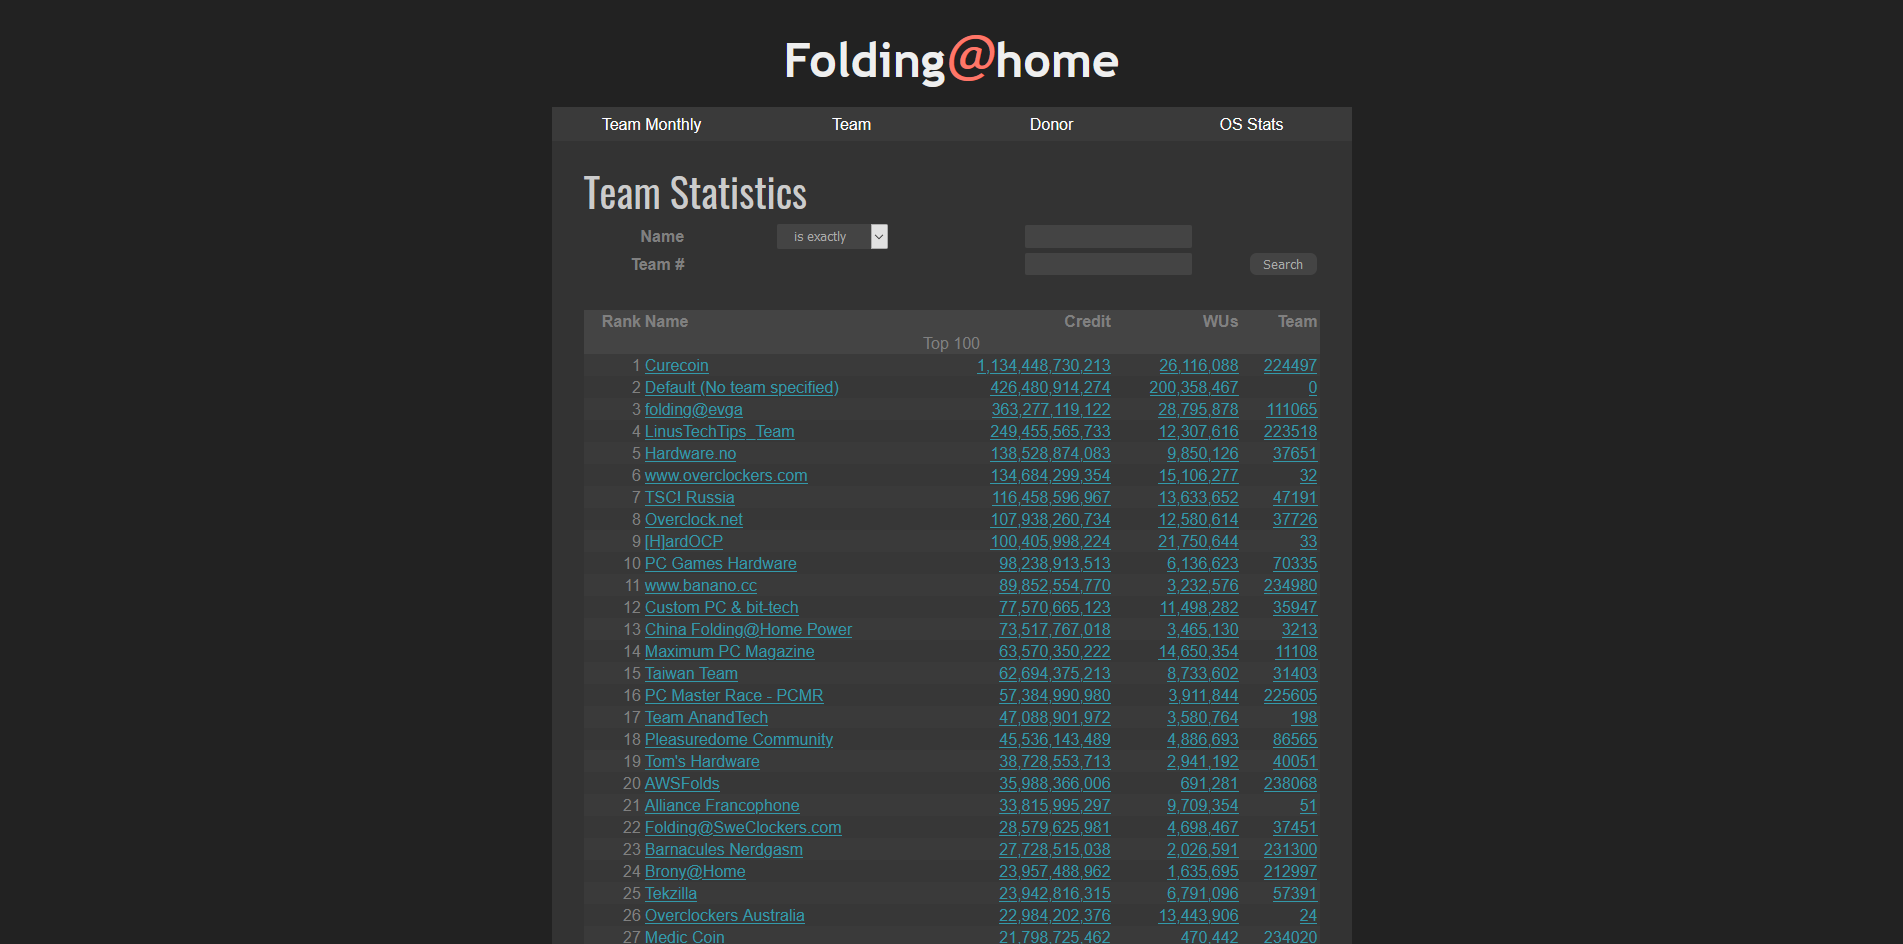 Folding@home
Team Monthly Team Donor OS Stats
Team Statistics
Name is exactly
Team # Search
Rank Name Credit WUs Team
Top 100
1 Curecoin 1,134,448,730,213 26,116,088 224497
2 Default (No team specified) 426,480,914,274 200,358,467 0
3 folding@evga 363,277,119,122 28,795,878 111065
4 LinusTechTips_Team 249,455,565,733 12,307,616 223518
5 Hardware.no 138,528,874,083 9,850,126 37651
6 www.overclockers.com 134,684,299,354 15,106,277 32
7 TSC! Russia 116,458,596,967 13,633,652 47191
8 Overclock.net 107,938,260,734 12,580,614 37726
9 [H]ardOCP 100,405,998,224 21,750,644 33
10 PC Games Hardware 98,238,913,513 6,136,623 70335
11 www.banano.cc 89,852,554,770 3,232,576 234980
12 Custom PC & bit-tech 77,570,665,123 11,498,282 35947
13 China Folding@Home Power 73,517,767,018 3,465,130 3213
14 Maximum PC Magazine 63,570,350,222 14,650,354 11108
15 Taiwan Team 62,694,375,213 8,733,602 31403
16 PC Master Race - PCMR 57,384,990,980 3,911,844 225605
17 Team AnandTech 47,088,901,972 3,580,764 198
18 Pleasuredome Community 45,536,143,489 4,886,693 86565
19 Tom's Hardware 38,728,553,713 2,941,192 40051
20 AWSFolds 35,988,366,006 691,281 238068
21 Alliance Francophone 33,815,995,297 9,709,354 51
22 Folding@SweClockers.com 28,579,625,981 4,698,467 37451
23 Barnacules Nerdgasm 27,728,515,038 2,026,591 231300
24 Brony@Home 23,957,488,962 1,635,695 212997
25 Tekzilla 23,942,816,315 6,791,096 57391
26 Overclockers Australia 22,984,202,376 13,443,906 24
27 Medic Coin 21,798,725,462 470,442 234020